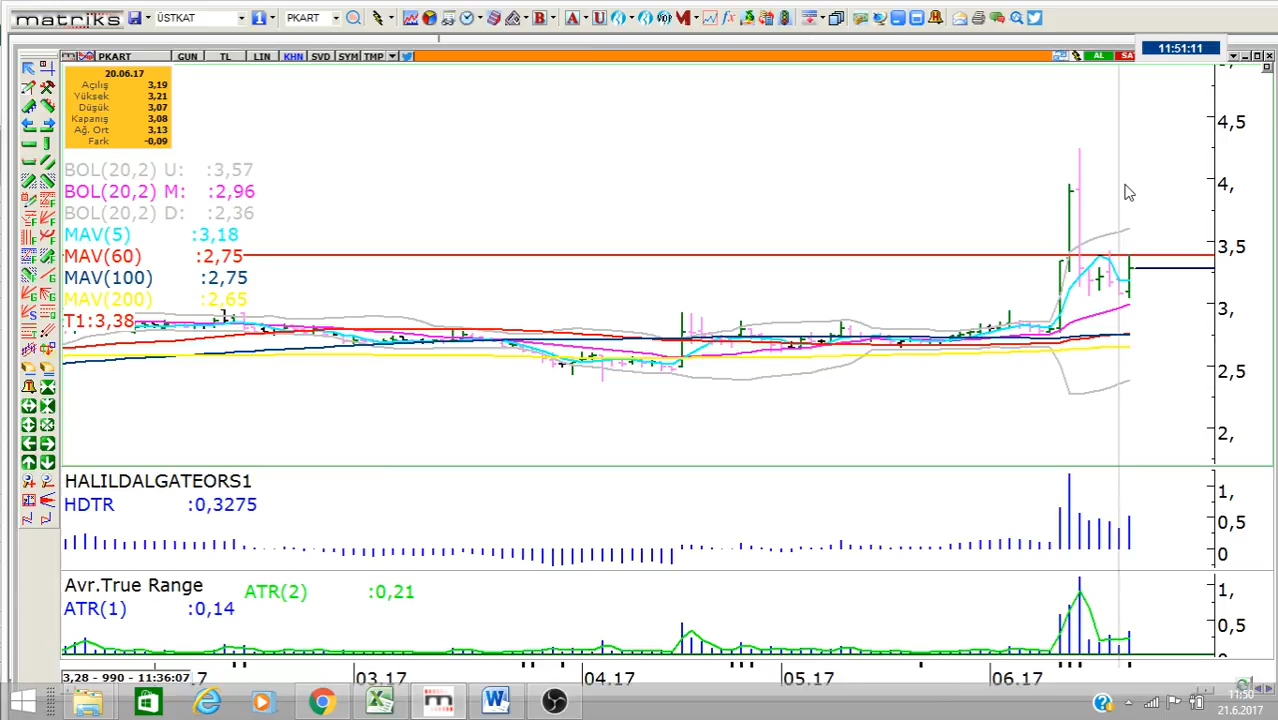 matriks ÜSTKAT PKART
11:51:11
PKART GUN TL LIN KHN SVD SYM TMP AL SA
20.06.17
Açılış 3,19
Yüksek 3,21
Düşük 3,07
Kapanış 3,08
Ağ. Ort 3,13
Fark -0,09
BOL(20,2) U: :3,57
BOL(20,2) M: :2,96
BOL(20,2) D: :2,36
MAV(5) :3,18
MAV(60) :2,75
MAV(100) :2,75
MAV(200) :2,65
T1:3,38
4,5
4,
3,5
3,
2,5
2,
HALILDALGATEORS1
HDTR :0,3275
1,
0,5
0
Avr.True Range
ATR(2) :0,21
ATR(1) :0,14
1,
0,5
0
3,28 - 990 - 11:36:07
03.17 04.17 05.17 06.17
11:50
21.6.2017